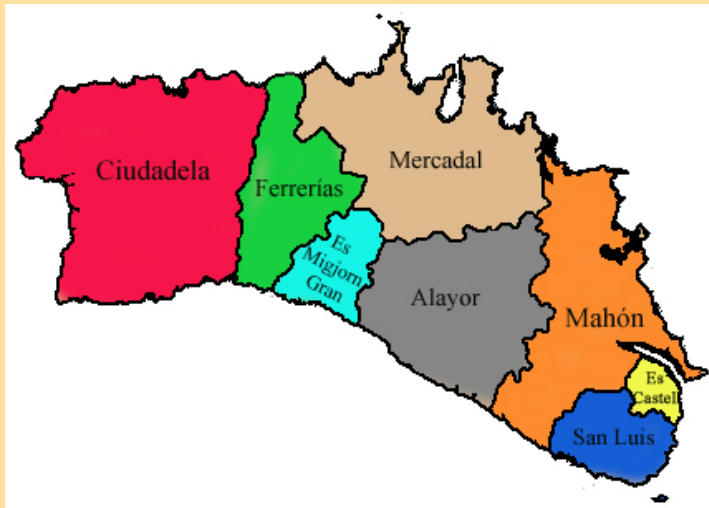 Ciudadela
Ferrerías
Mercadal
Es
Migjorn
Gran
Alayor
Mahón
Es
Castell
San Luis